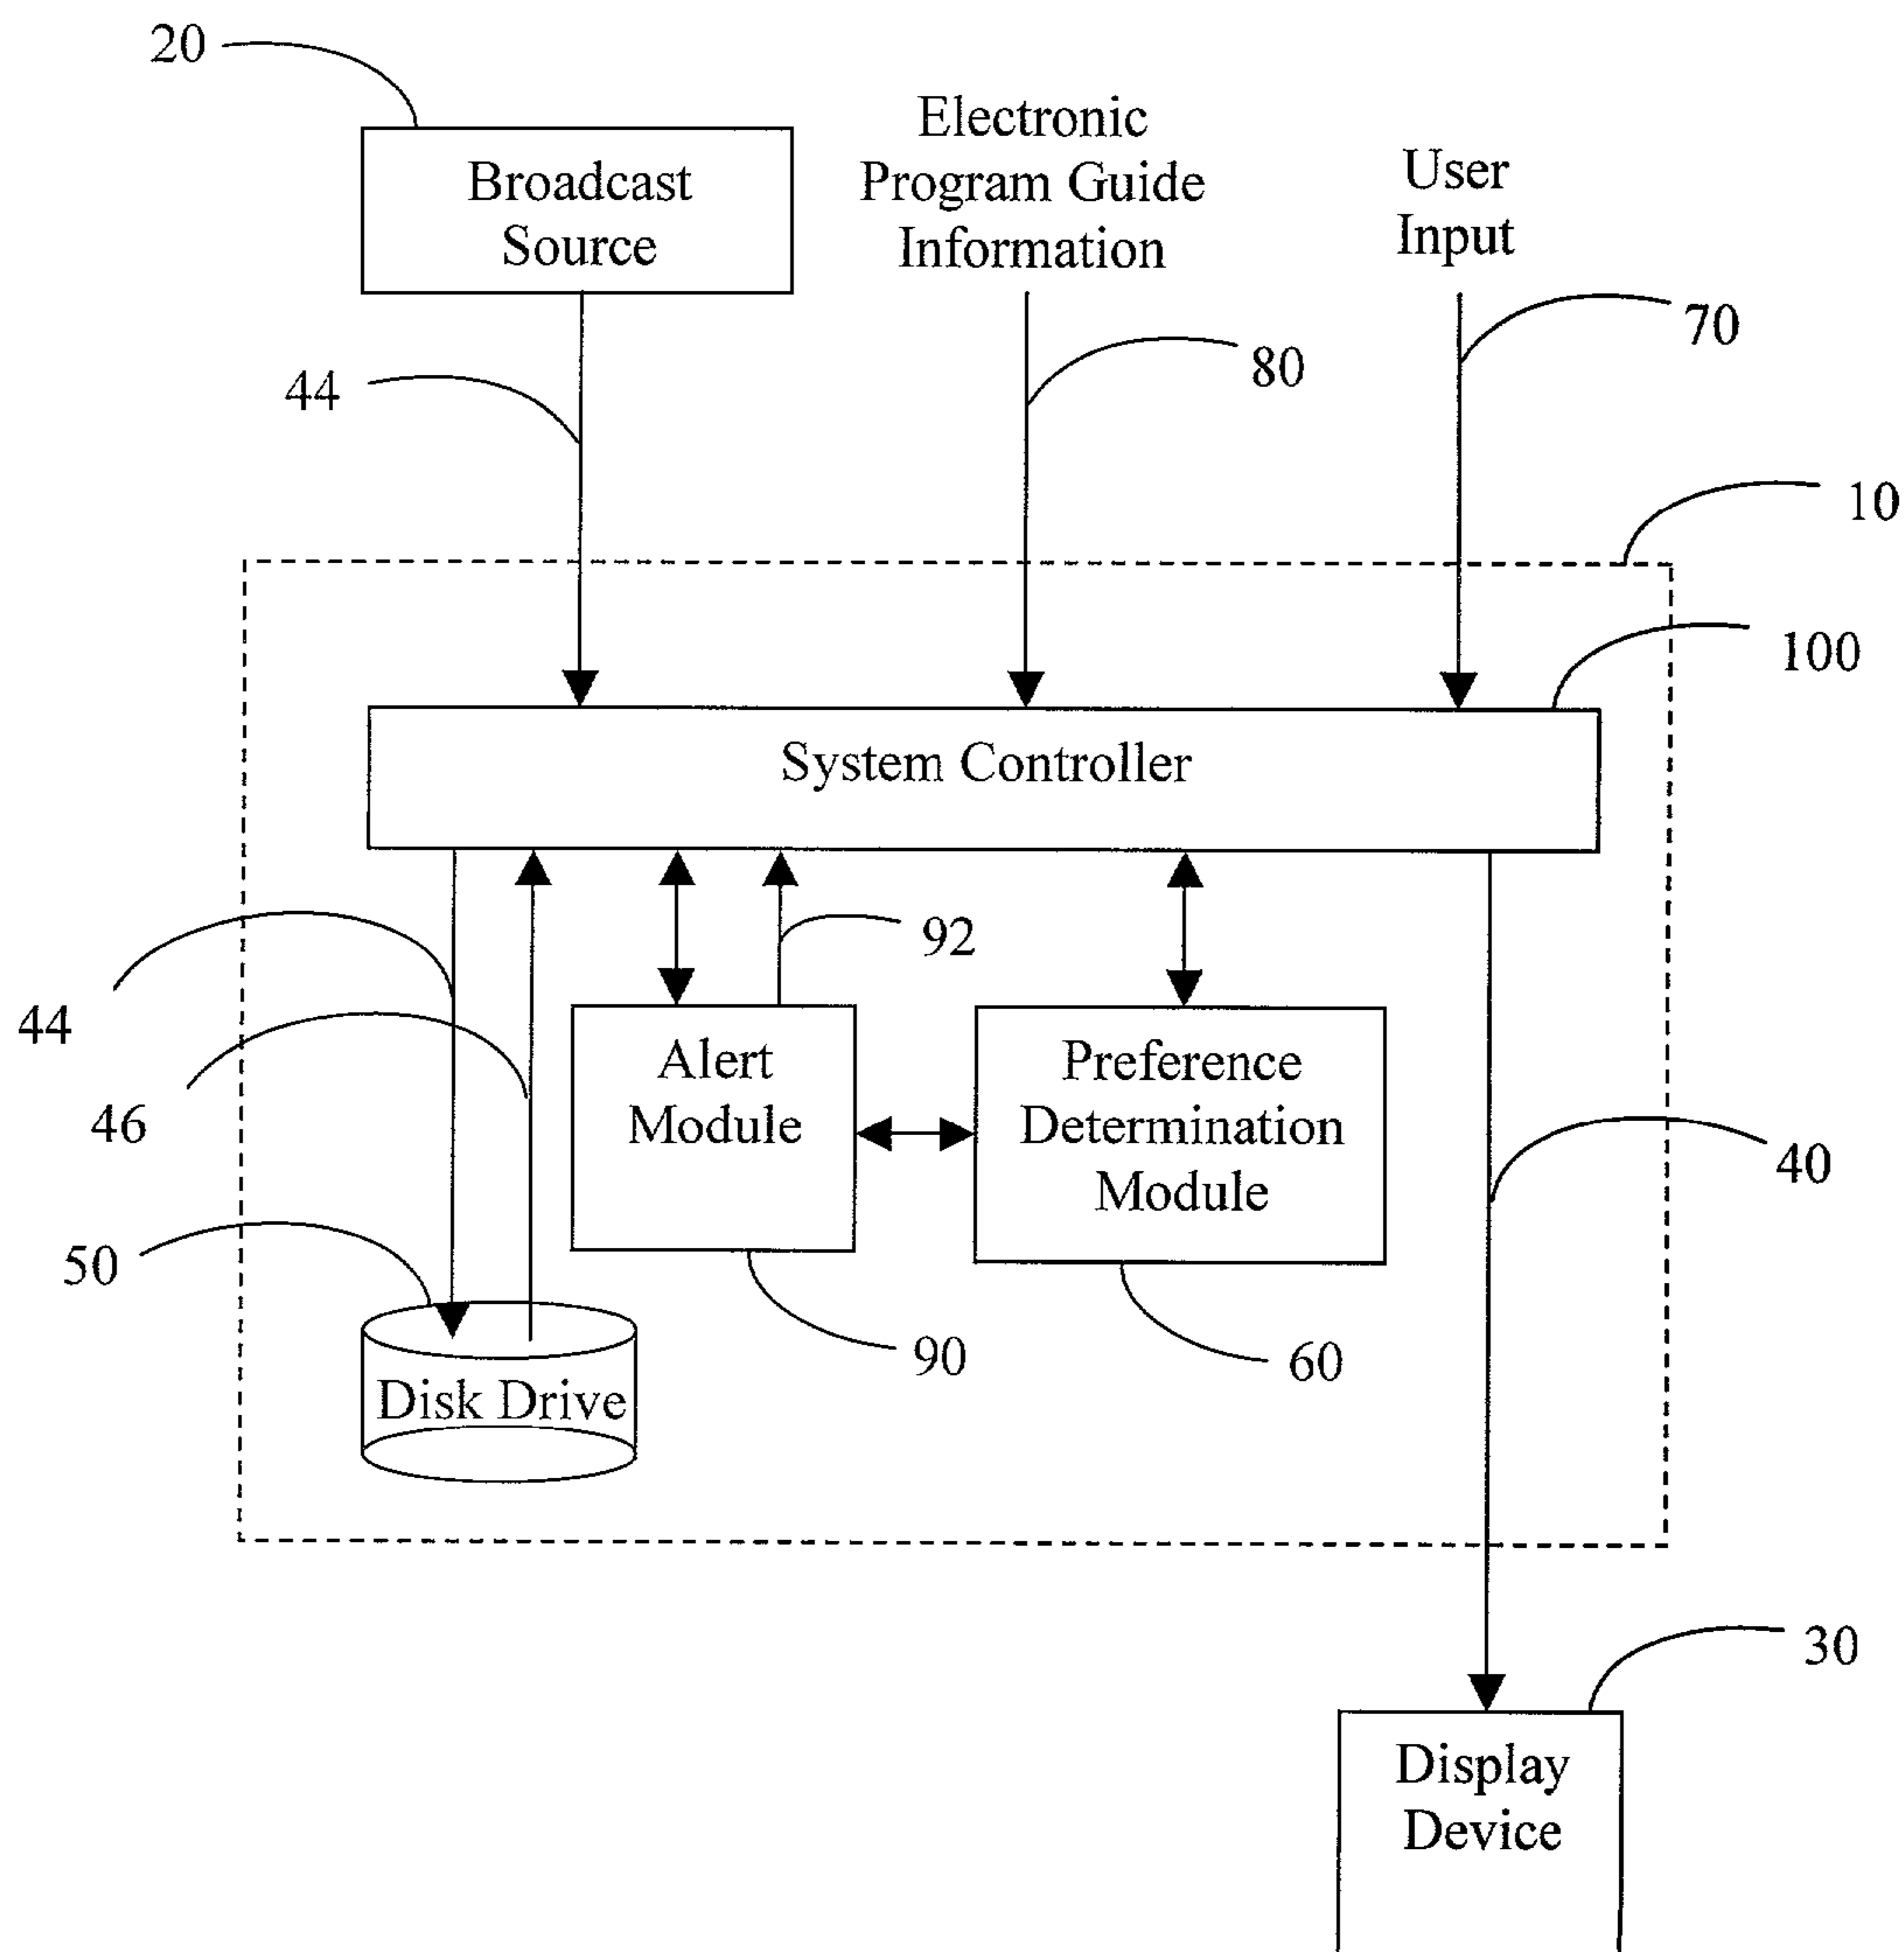 20
Broadcast
Source
Electronic
Program Guide
Information
User
Input
70
80
44
10
100
System Controller
92
44
46
Alert
Module
Preference
Determination
Module
40
50
90
60
Disk Drive
30
Display
Device